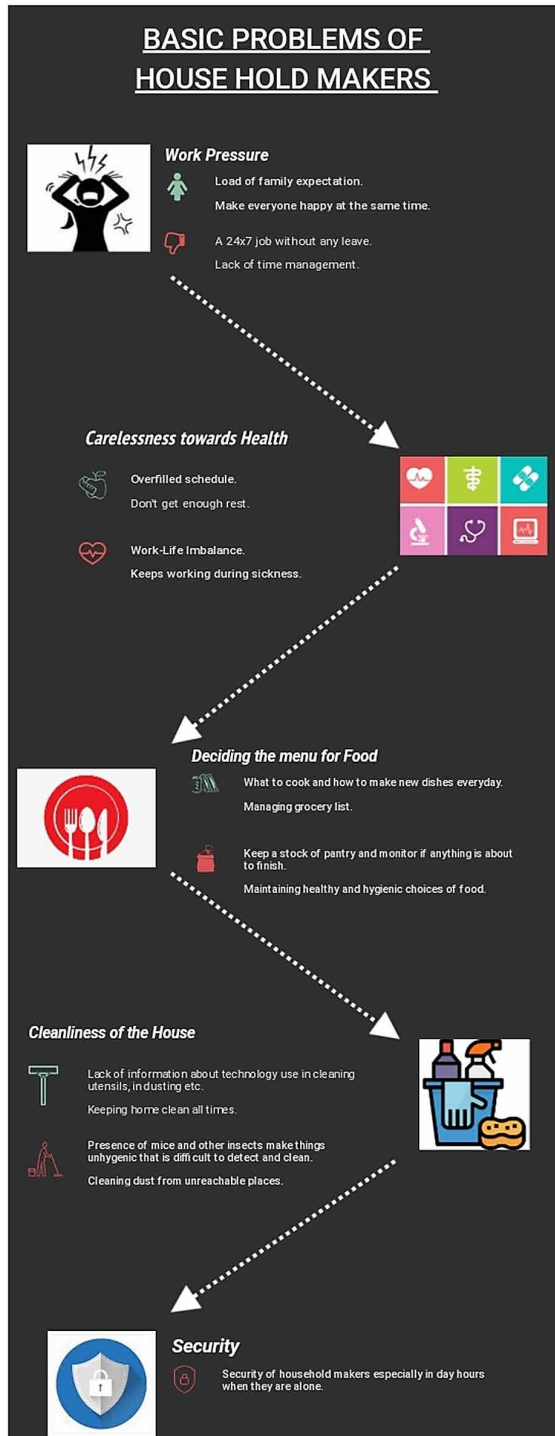 BASIC PROBLEMS OF
HOUSE HOLD MAKERS
Work Pressure
Load of family expectation.
Make everyone happy at the same time.
A 24x7 job without any leave.
Lack of time management.
Carelessness towards Health
Overfilled schedule.
Don't get enough rest.
Work-Life Imbalance.
Keeps working during sickness.
Deciding the menu for Food
What to cook and how to make new dishes everyday.
Managing grocery list.
Keep a stock of pantry and monitor if anything is about
to finish.
Maintaining healthy and hygienic choices of food.
Cleanliness of the House
Lack of information about technology use in cleaning
utensils, in dusting etc.
Keeping home clean all times.
Presence of mice and other insects make things
unhygenic that is difficult to detect and clean.
Cleaning dust from unreachable places.
Security
Security of household makers especially in day hours
when they are alone.